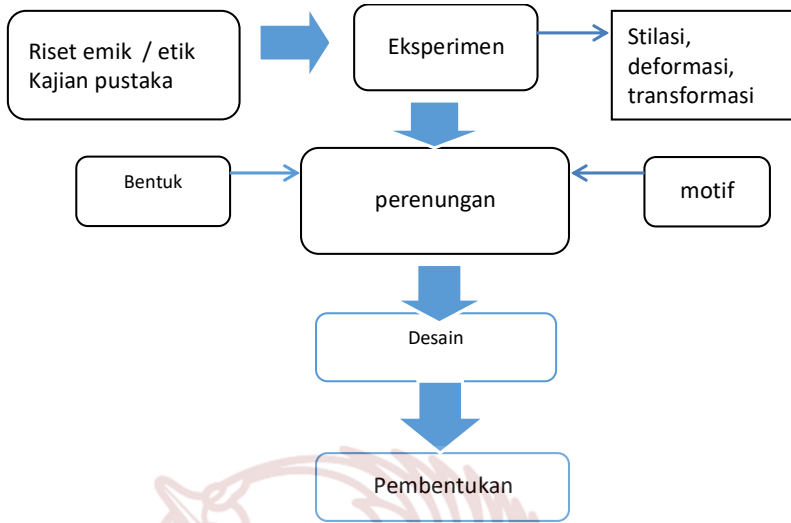 Riset emik / etik
Kajian pustaka
Eksperimen
Stilasi,
deformasi,
transformasi
Bentuk
perenungan
motif
Desain
Pembentukan